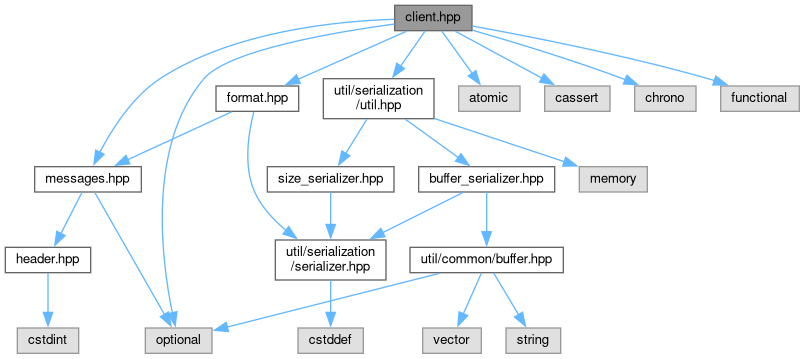 client.hpp
format.hpp
util/serialization
/util.hpp
atomic
cassert
chrono
functional
messages.hpp
size_serializer.hpp
buffer_serializer.hpp
memory
header.hpp
util/serialization
/serializer.hpp
util/common/buffer.hpp
cstdint
optional
cstddef
vector
string